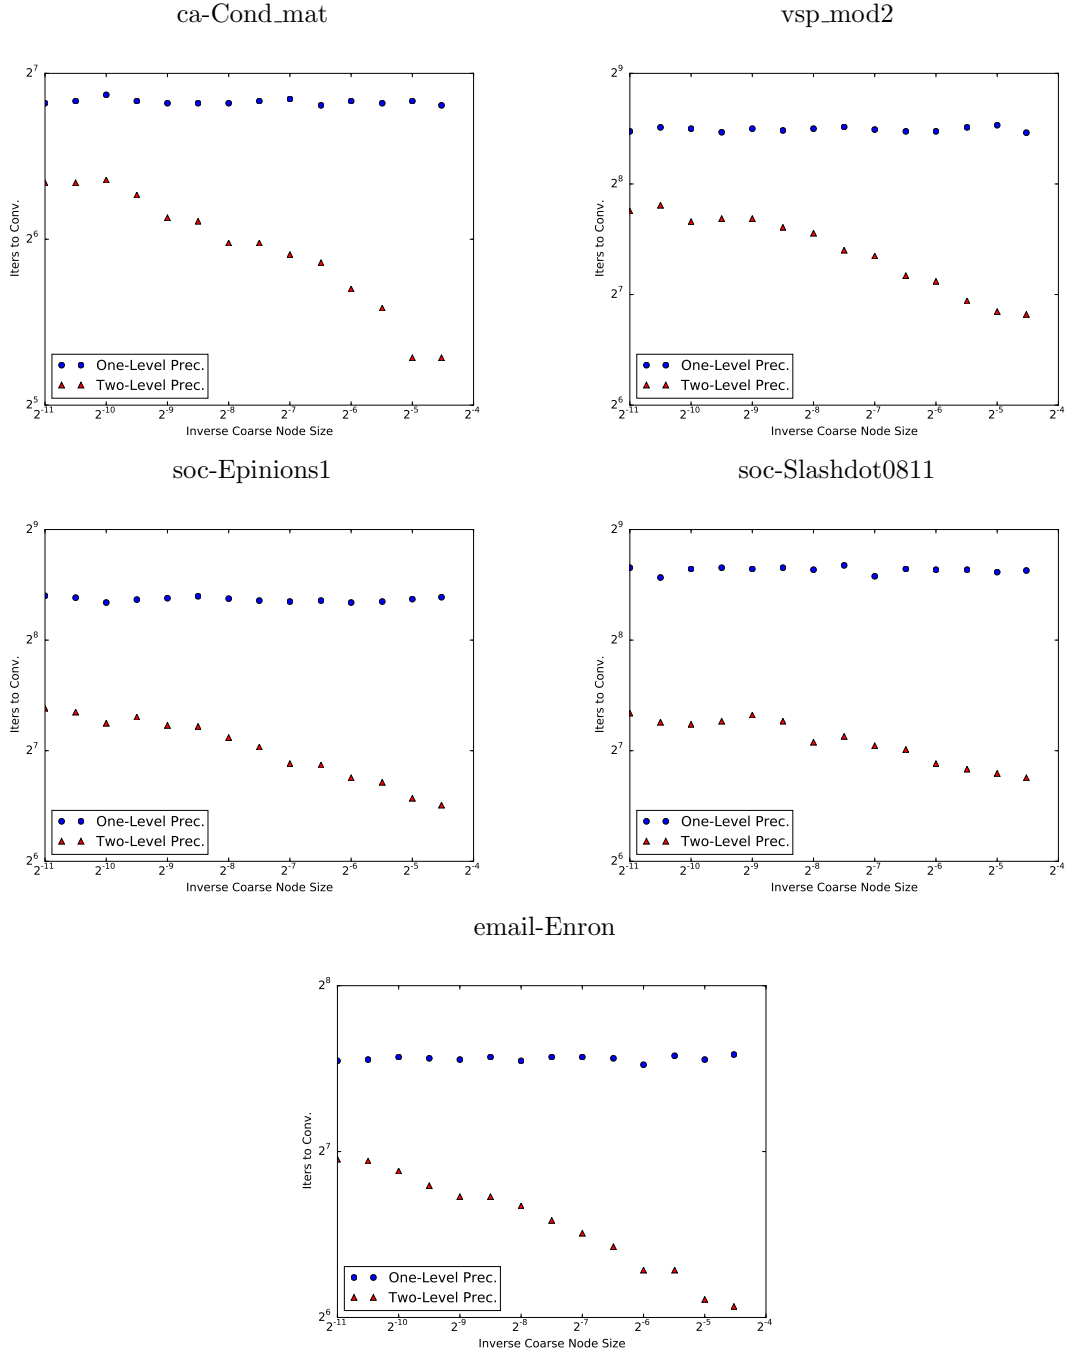 ca-Cond_mat
vsp_mod2
2^7
2^6
2^5
Iters to Conv.
One-Level Prec.
Two-Level Prec.
2^-11 2^-10 2^-9 2^-8 2^-7 2^-6 2^-5 2^-4
Inverse Coarse Node Size
2^9
2^8
2^7
2^6
Iters to Conv.
One-Level Prec.
Two-Level Prec.
2^-11 2^-10 2^-9 2^-8 2^-7 2^-6 2^-5 2^-4
Inverse Coarse Node Size
soc-Epinions1
soc-Slashdot0811
2^9
2^8
2^7
2^6
Iters to Conv.
One-Level Prec.
Two-Level Prec.
2^-11 2^-10 2^-9 2^-8 2^-7 2^-6 2^-5 2^-4
Inverse Coarse Node Size
2^9
2^8
2^7
2^6
Iters to Conv.
One-Level Prec.
Two-Level Prec.
2^-11 2^-10 2^-9 2^-8 2^-7 2^-6 2^-5 2^-4
Inverse Coarse Node Size
email-Enron
2^8
2^7
2^6
Iters to Conv.
One-Level Prec.
Two-Level Prec.
2^-11 2^-10 2^-9 2^-8 2^-7 2^-6 2^-5 2^-4
Inverse Coarse Node Size